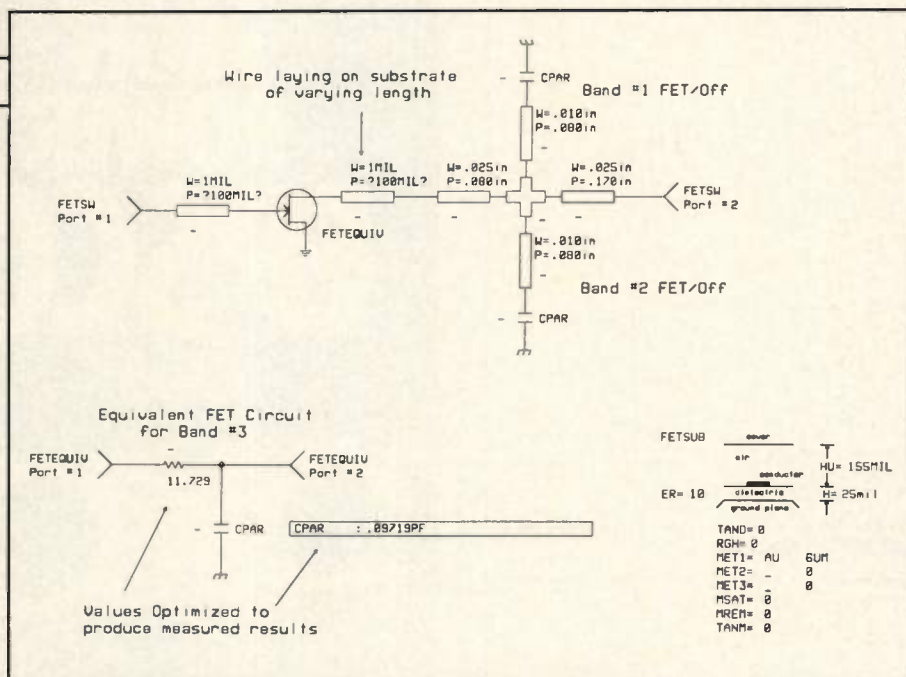 Wire laying on substrate
of varying length
CPAR
Band #1 FET/Off
W=.010in
P=.080in
W=1MIL
P=?100MIL?
W=1MIL
P=?100MIL?
W=.025in
P=.080in
W=.025in
P=.170in
FETSW
Port #1
FETEQUIV
FETSW
Port #2
W=.010in
P=.080in
Band #2 FET/Off
CPAR
Equivalent FET Circuit
for Band #3
FETEQUIV
Port #1
11.729
FETEQUIV
Port #2
CPAR
CPAR : .09719PF
Values Optimized to
produce measured results
FETSUB
cover
air
HU= 155MIL
conductor
ER= 10
dielectric
H= 25mil
ground plane
TAND= 0
RGH= 0
MET1= AU 6UM
MET2= _ 0
MET3= _ 0
MSAT= 0
MREM= 0
TANM= 0